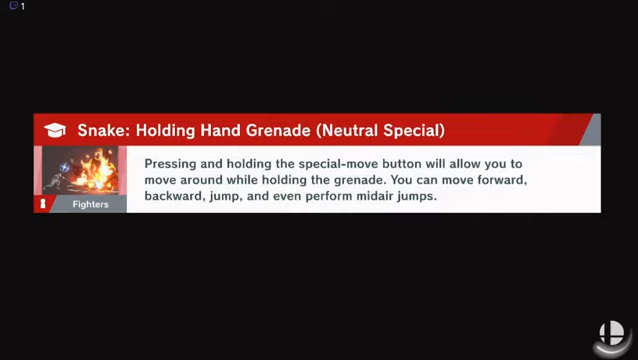 1
Snake: Holding Hand Grenade (Neutral Special)
Pressing and holding the special-move button will allow you to
move around while holding the grenade. You can move forward,
backward, jump, and even perform midair jumps.
Fighters